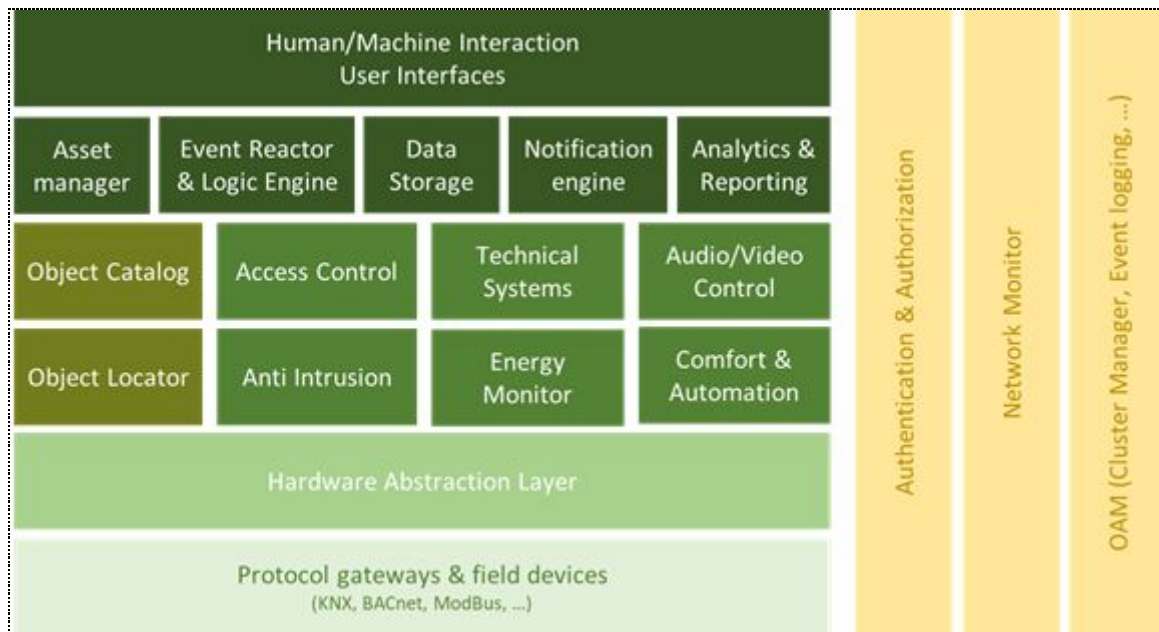 Human/Machine Interaction
User Interfaces
Asset
manager
Event Reactor
& Logic Engine
Data
Storage
Notification
engine
Analytics &
Reporting
Object Catalog
Access Control
Technical
Systems
Audio/Video
Control
Object Locator
Anti Intrusion
Energy
Monitor
Comfort &
Automation
Hardware Abstraction Layer
Protocol gateways & field devices
(KNX, BACnet, ModBus, ...)
Authentication & Authorization
Network Monitor
OAM (Cluster Manager, Event logging, ...)